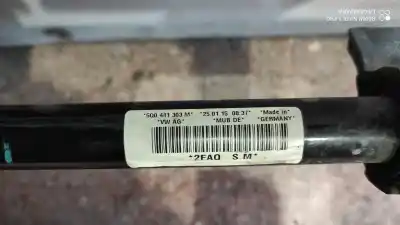 *5Q0 411 303 M* *25.01.16 08:37* *Made in*
*VW AG* *MUB DE* *GERMANY*
*2FAQ S M*